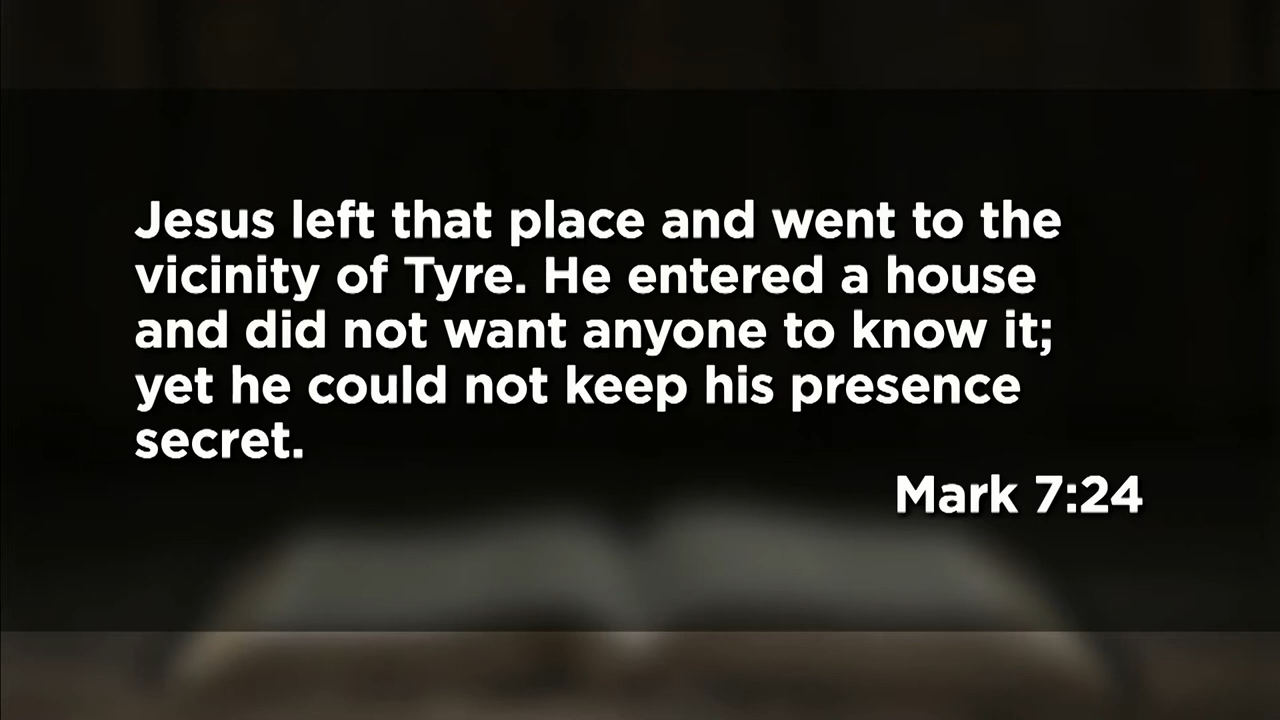 Jesus left that place and went to the
vicinity of Tyre. He entered a house
and did not want anyone to know it;
yet he could not keep his presence
secret.
Mark 7:24